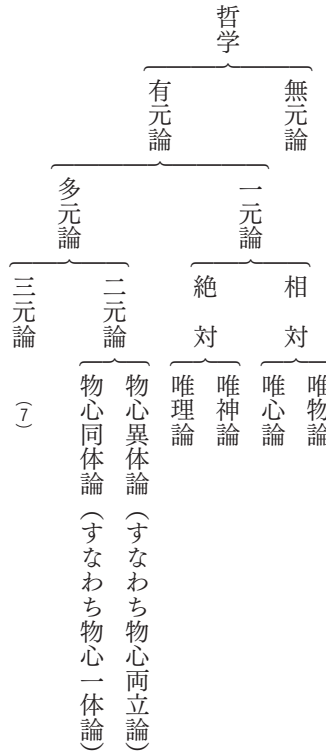 哲学
無元論
有元論
一元論
多元論
相対
絶対
二元論
三元論
唯物論
唯心論
唯神論
唯理論
物心異体論（すなわち物心両立論）
物心同体論（すなわち物心一体論）
（7）